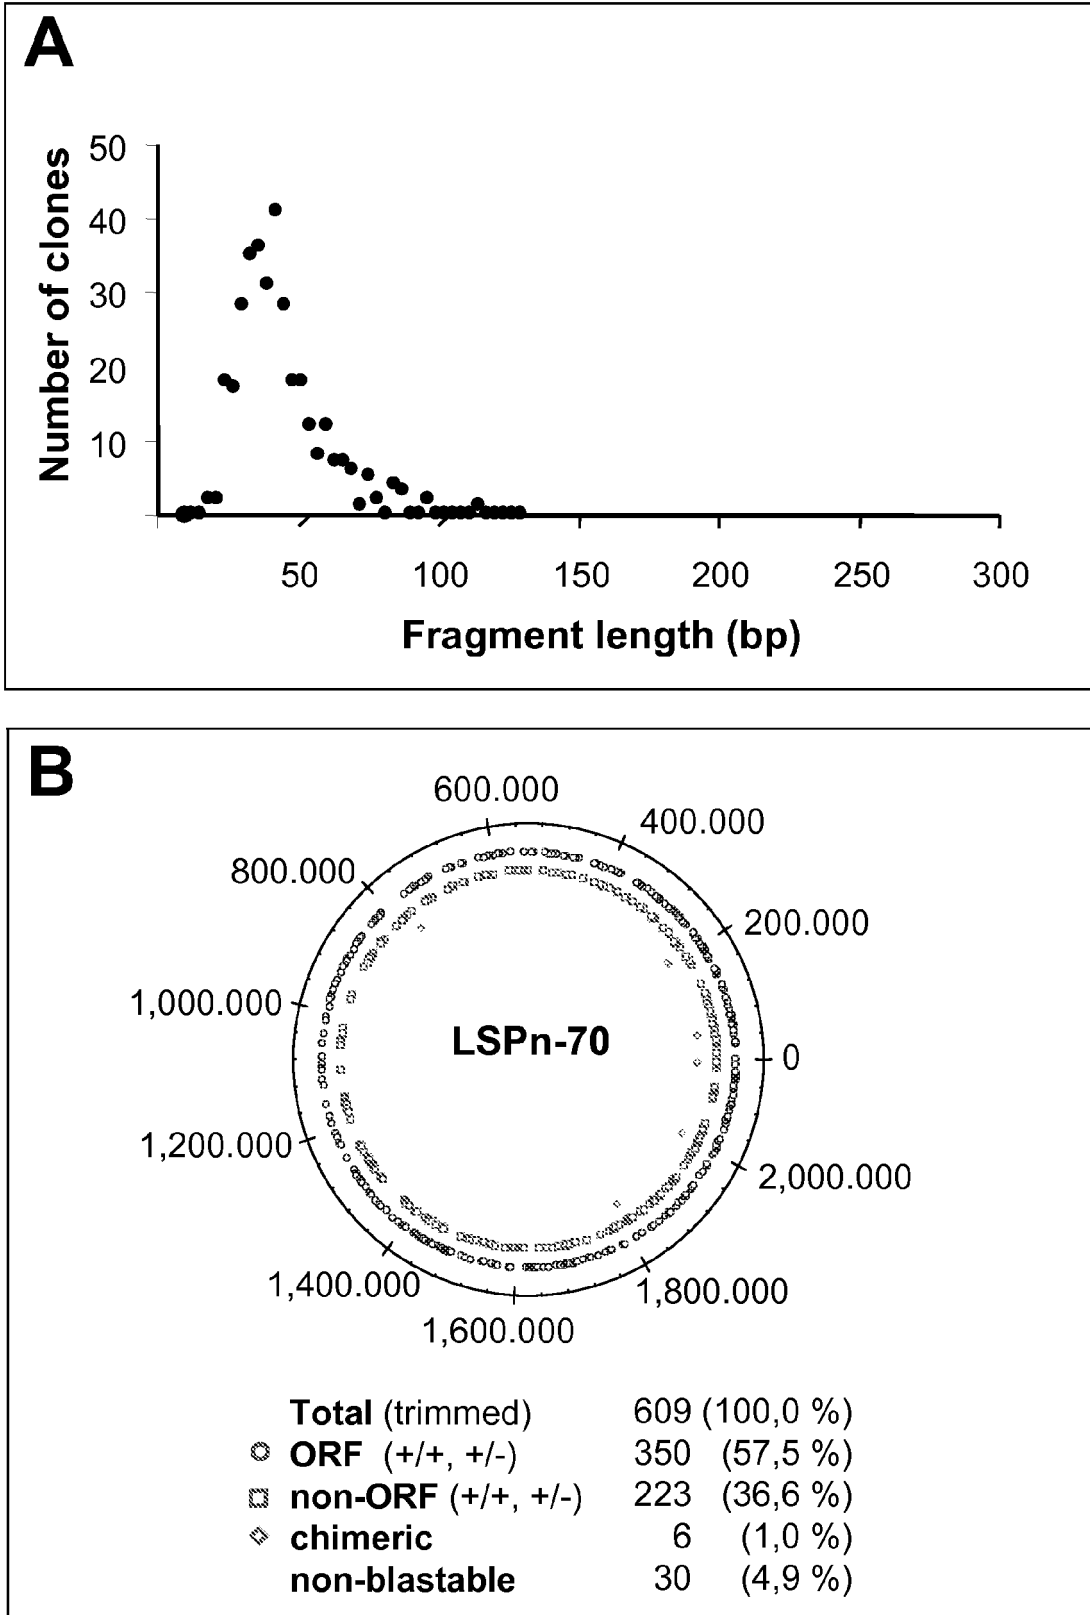 A
50
40
30
20
10
Number of clones
50 100 150 200 250 300
Fragment length (bp)
B
600.000
400.000
800.000
200.000
1,000.000
LSPn-70
0
1,200.000
2,000.000
1,400.000
1,800.000
1,600.000
Total (trimmed) 609 (100,0 %)
ORF (+/+, +/-) 350 (57,5 %)
non-ORF (+/+, +/-) 223 (36,6 %)
chimeric 6 (1,0 %)
non-blastable 30 (4,9 %)